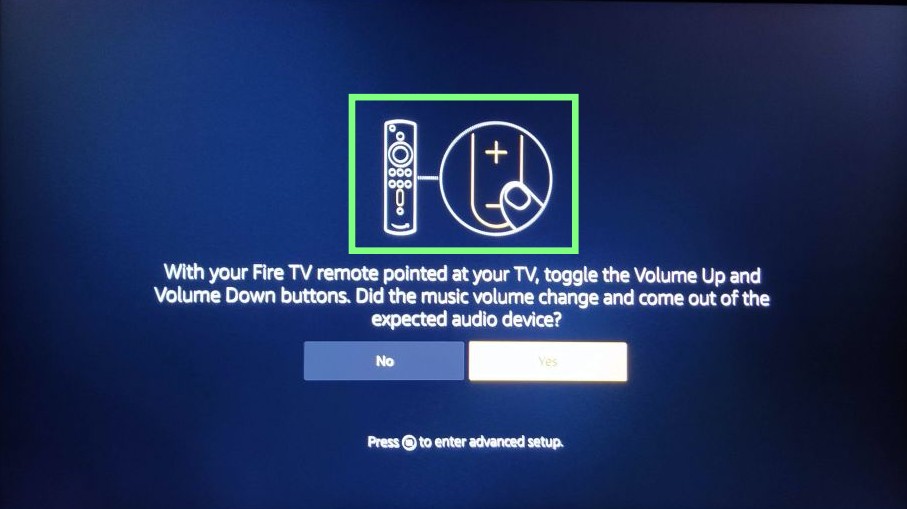 With your Fire TV remote pointed at your TV, toggle the Volume Up and
Volume Down buttons. Did the music volume change and come out of the
expected audio device?
No
Yes
Press to enter advanced setup.